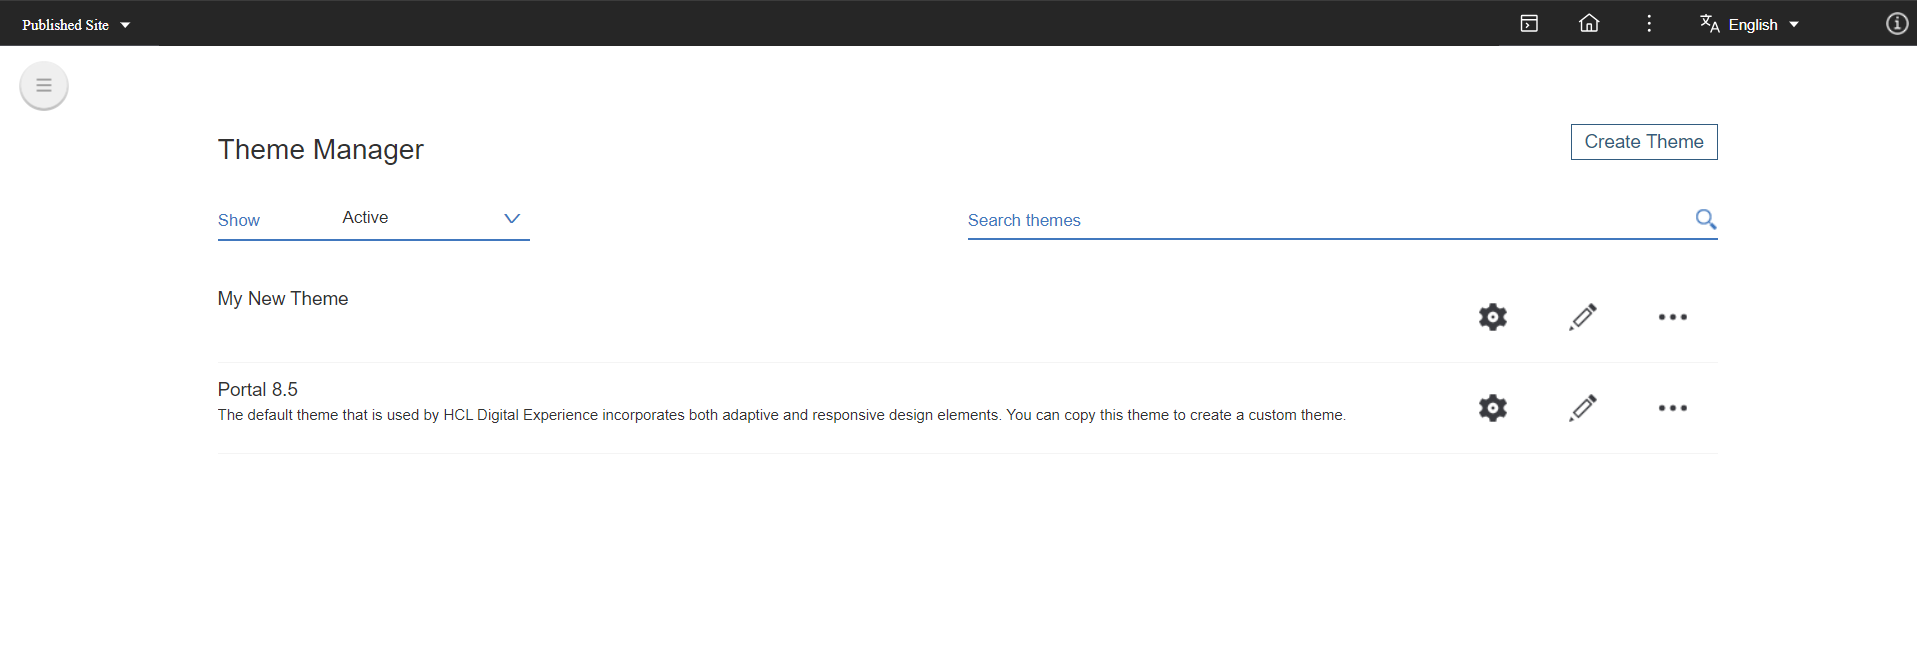 Published Site
English
Theme Manager
Create Theme
Show Active
Search themes
My New Theme
Portal 8.5
The default theme that is used by HCL Digital Experience incorporates both adaptive and responsive design elements. You can copy this theme to create a custom theme.